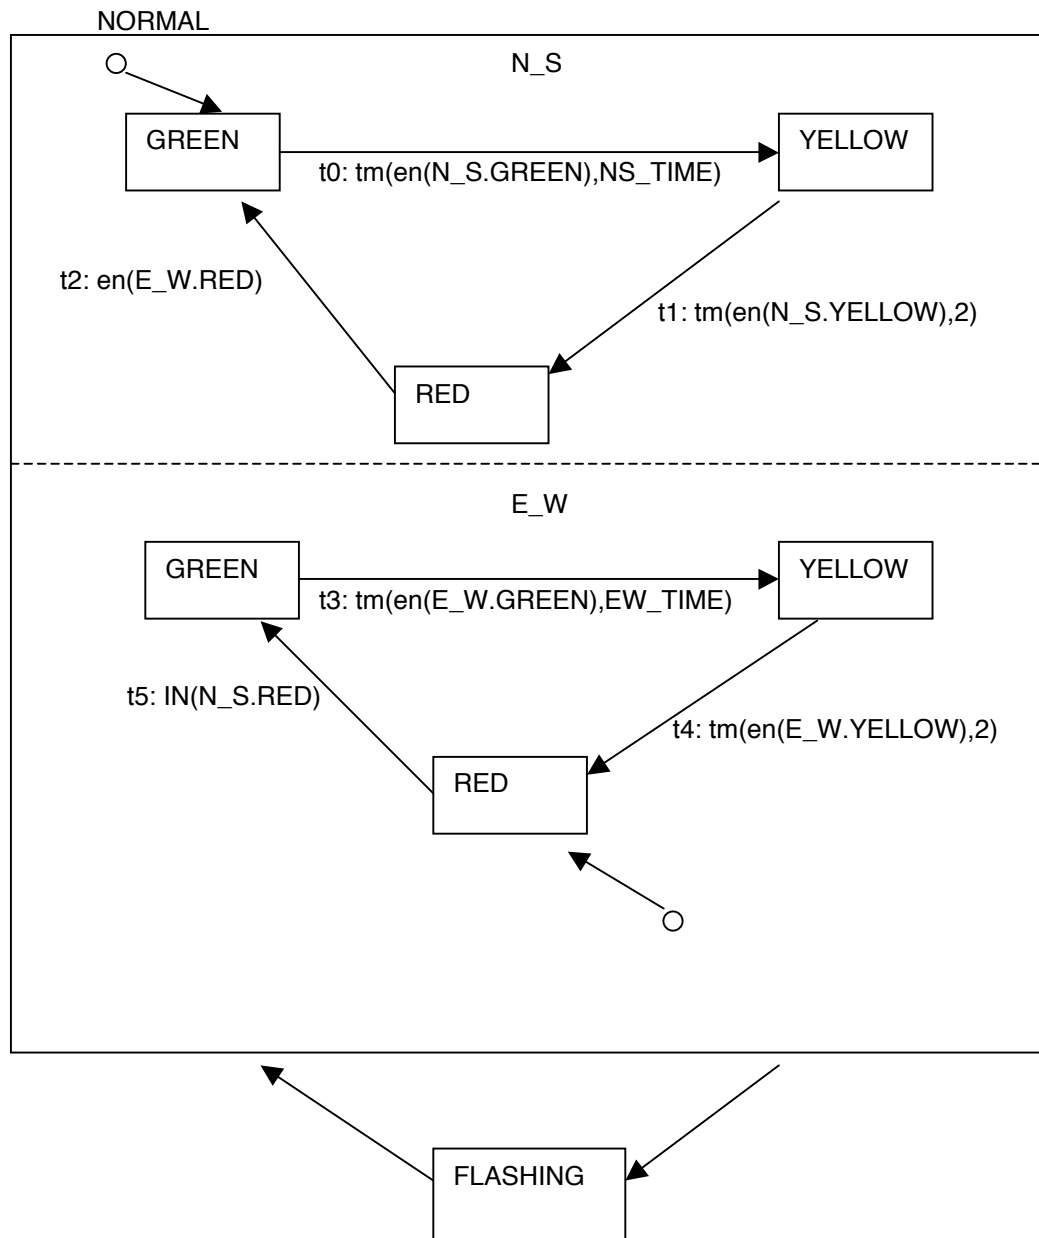 NORMAL
N_S
GREEN
YELLOW
t0: tm(en(N_S.GREEN),NS_TIME)
t2: en(E_W.RED)
t1: tm(en(N_S.YELLOW),2)
RED
E_W
GREEN
YELLOW
t3: tm(en(E_W.GREEN),EW_TIME)
t5: IN(N_S.RED)
t4: tm(en(E_W.YELLOW),2)
RED
FLASHING